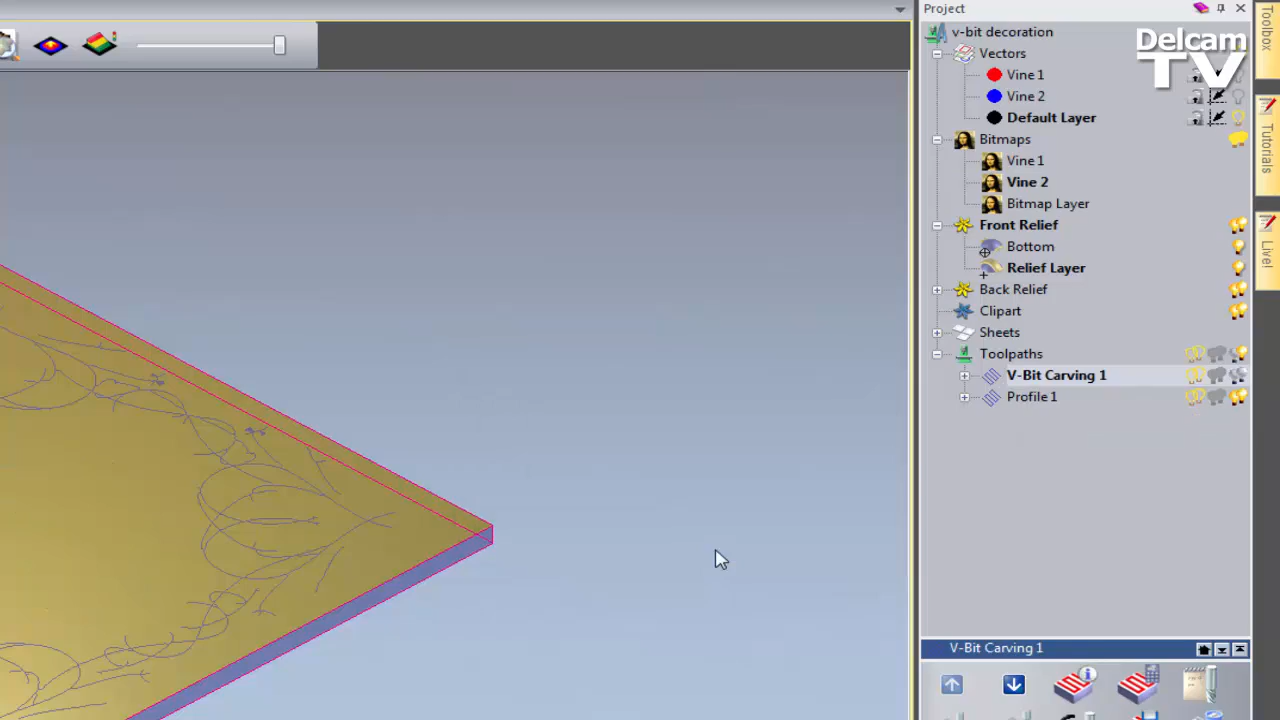 Project
Toolbox
v-bit decoration
Delcam
TV
Vectors
Vine 1
Vine 2
Default Layer
Tutorials
Bitmaps
Vine 1
Vine 2
Bitmap Layer
Front Relief
Live!
Bottom
Relief Layer
Back Relief
Clipart
Sheets
Toolpaths
V-Bit Carving 1
Profile 1
V-Bit Carving 1